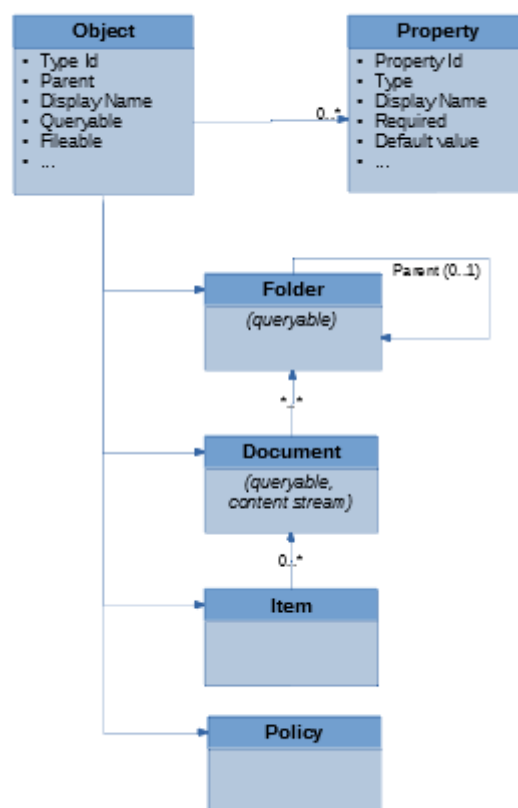 Object
▪ Type Id
▪ Parent
▪ Display Name
▪ Queryable
▪ Fileable
▪ ...
0..*
Property
▪ Property Id
▪ Type
▪ Display Name
▪ Required
▪ Default value
▪ ...
Parent (0..1)
Folder
(queryable)
*..*
Document
(queryable,
content stream)
0..*
Item
Policy